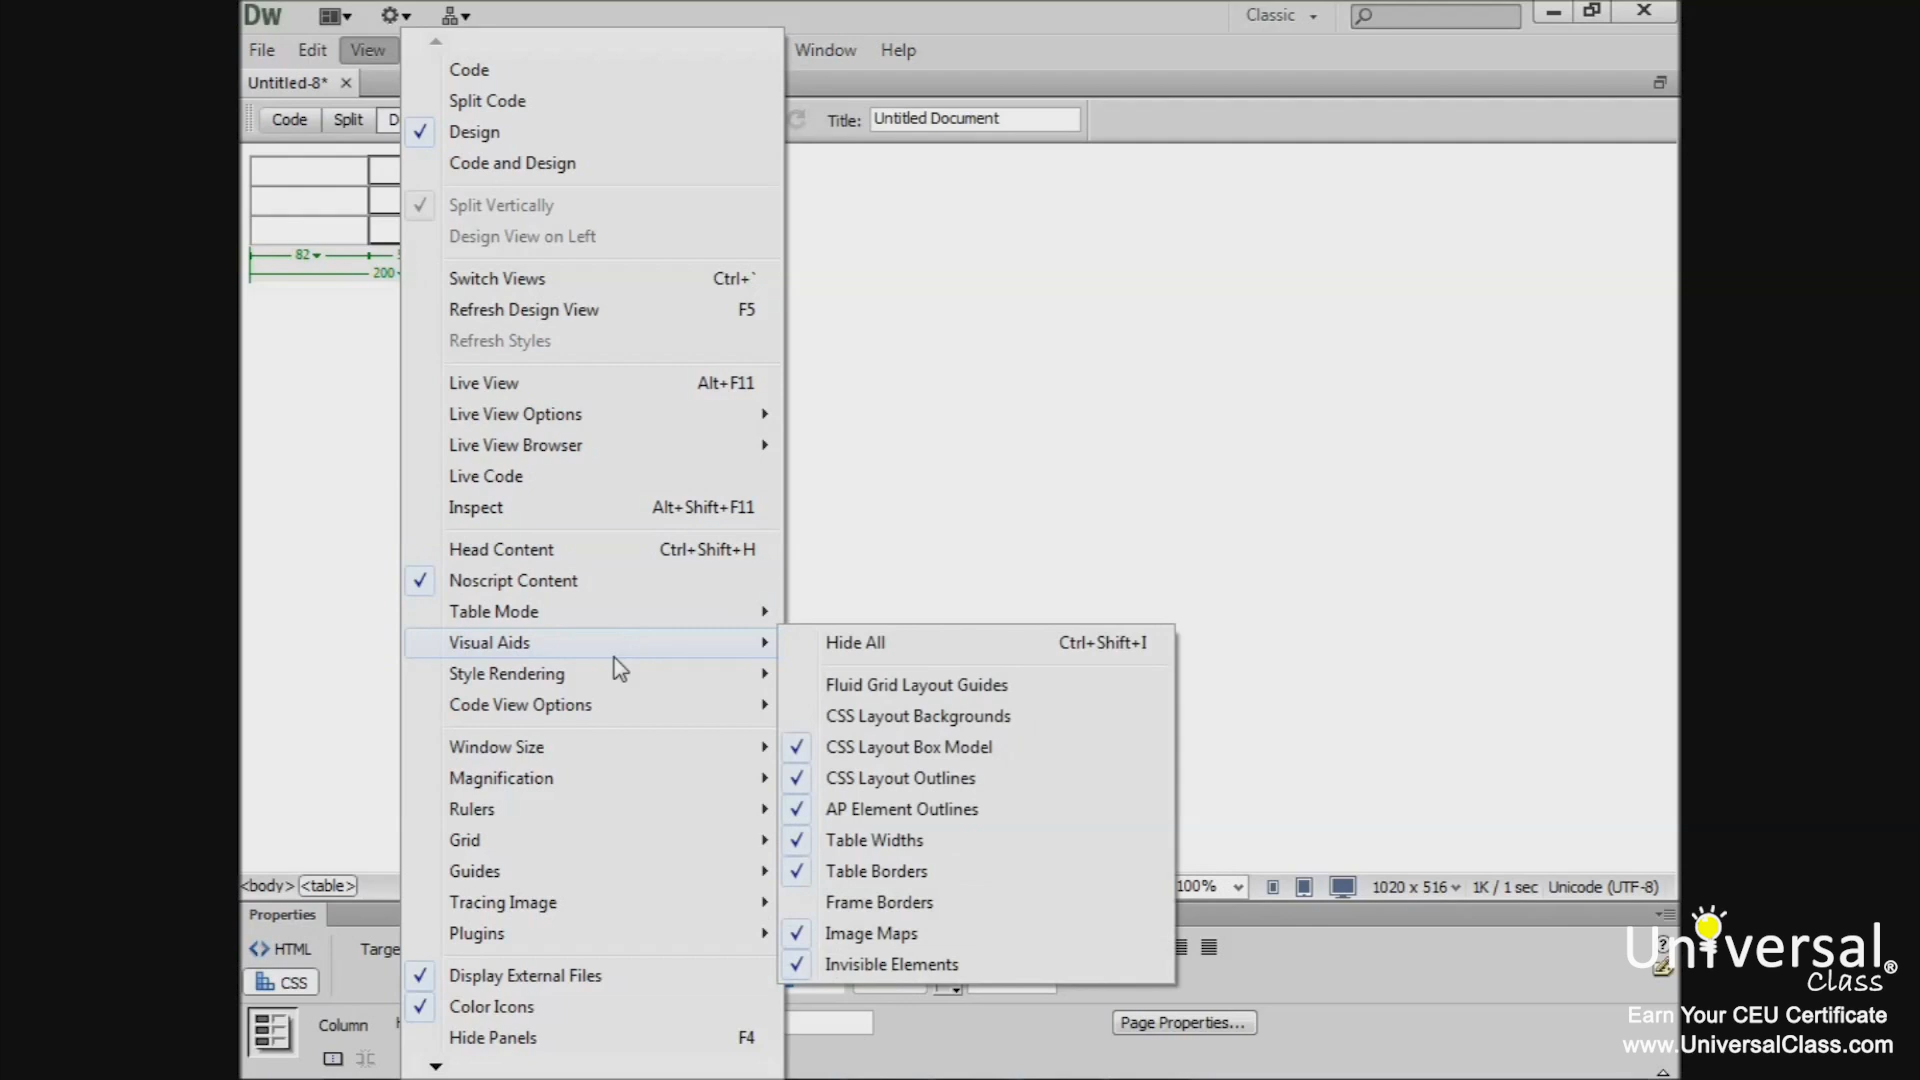 Dw
Classic
File Edit View Window Help
Untitled-8*
Code Split D Title: Untitled Document
Code
Split Code
Design
Code and Design
Split Vertically
Design View on Left
Switch Views Ctrl+`
Refresh Design View F5
Refresh Styles
Live View Alt+F11
Live View Options
Live View Browser
Live Code
Inspect Alt+Shift+F11
Head Content Ctrl+Shift+H
Noscript Content
Table Mode
Visual Aids
Style Rendering
Code View Options
Window Size
Magnification
Rulers
Grid
Guides
Tracing Image
Plugins
Display External Files
Color Icons
Hide Panels F4
Hide All Ctrl+Shift+I
Fluid Grid Layout Guides
CSS Layout Backgrounds
CSS Layout Box Model
CSS Layout Outlines
AP Element Outlines
Table Widths
Table Borders
Frame Borders
Image Maps
Invisible Elements
82
200
<body> <table> 100% 1020 x 516 1K / 1 sec Unicode (UTF-8)
Properties
<> HTML Targe
CSS
Column Page Properties...
Universal
Class®
Earn Your CEU Certificate
www.UniversalClass.com